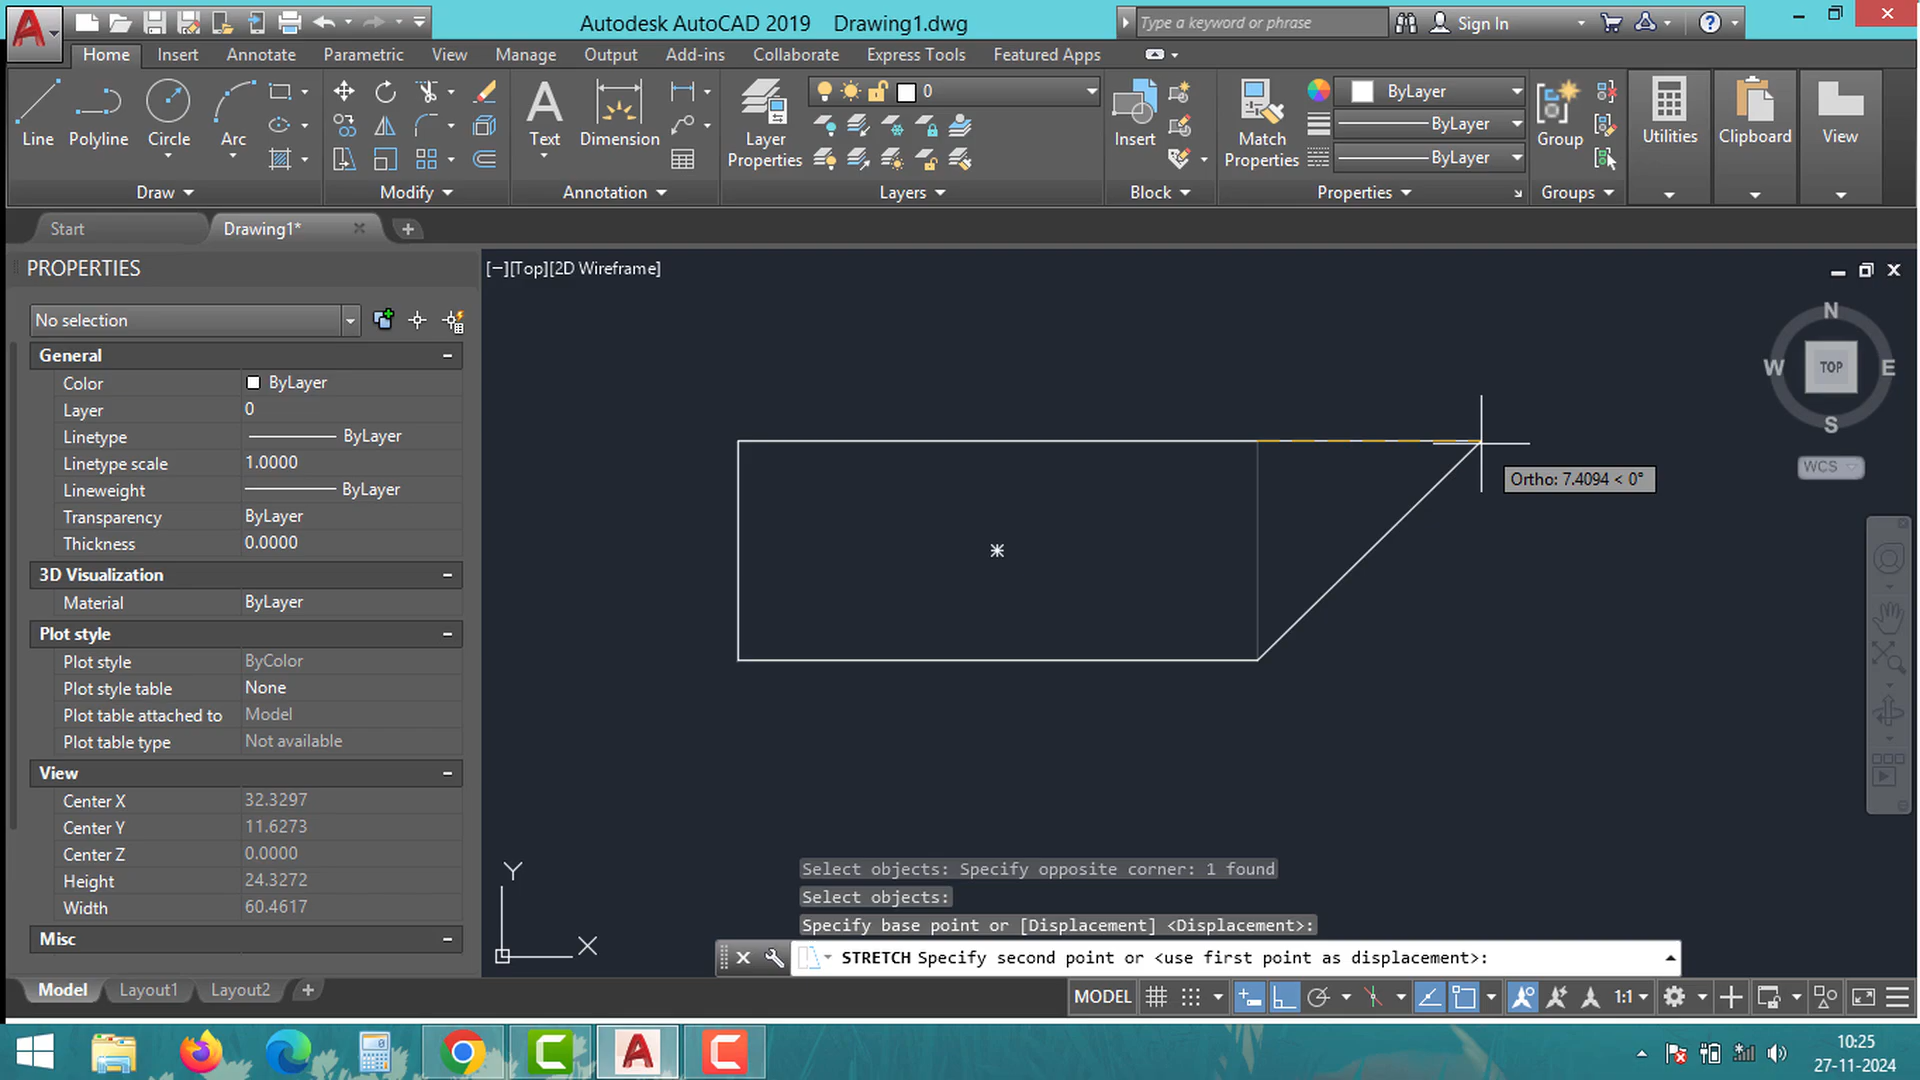 Autodesk AutoCAD 2019 Drawing1.dwg
Type a keyword or phrase
Sign In
Home Insert Annotate Parametric View Manage Output Add-ins Collaborate Express Tools Featured Apps
Line Polyline Circle Arc
Draw
Modify
Text Dimension
Annotation
Layer Properties
0
Layers
Insert
Block
Match Properties
ByLayer
ByLayer
ByLayer
Properties
Group
Groups
Utilities
Clipboard
View
Start Drawing1*
PROPERTIES
No selection
General
Color ByLayer
Layer 0
Linetype ByLayer
Linetype scale 1.0000
Lineweight ByLayer
Transparency ByLayer
Thickness 0.0000
3D Visualization
Material ByLayer
Plot style
Plot style ByColor
Plot style table None
Plot table attached to Model
Plot table type Not available
View
Center X 32.3297
Center Y 11.6273
Center Z 0.0000
Height 24.3272
Width 60.4617
Misc
[−][Top][2D Wireframe]
N
W TOP E
S
WCS
Ortho: 7.4094 < 0°
Y
X
Select objects: Specify opposite corner: 1 found
Select objects:
Specify base point or [Displacement] <Displacement>:
STRETCH Specify second point or <use first point as displacement>:
Model Layout1 Layout2
MODEL 1:1
10:25
27-11-2024